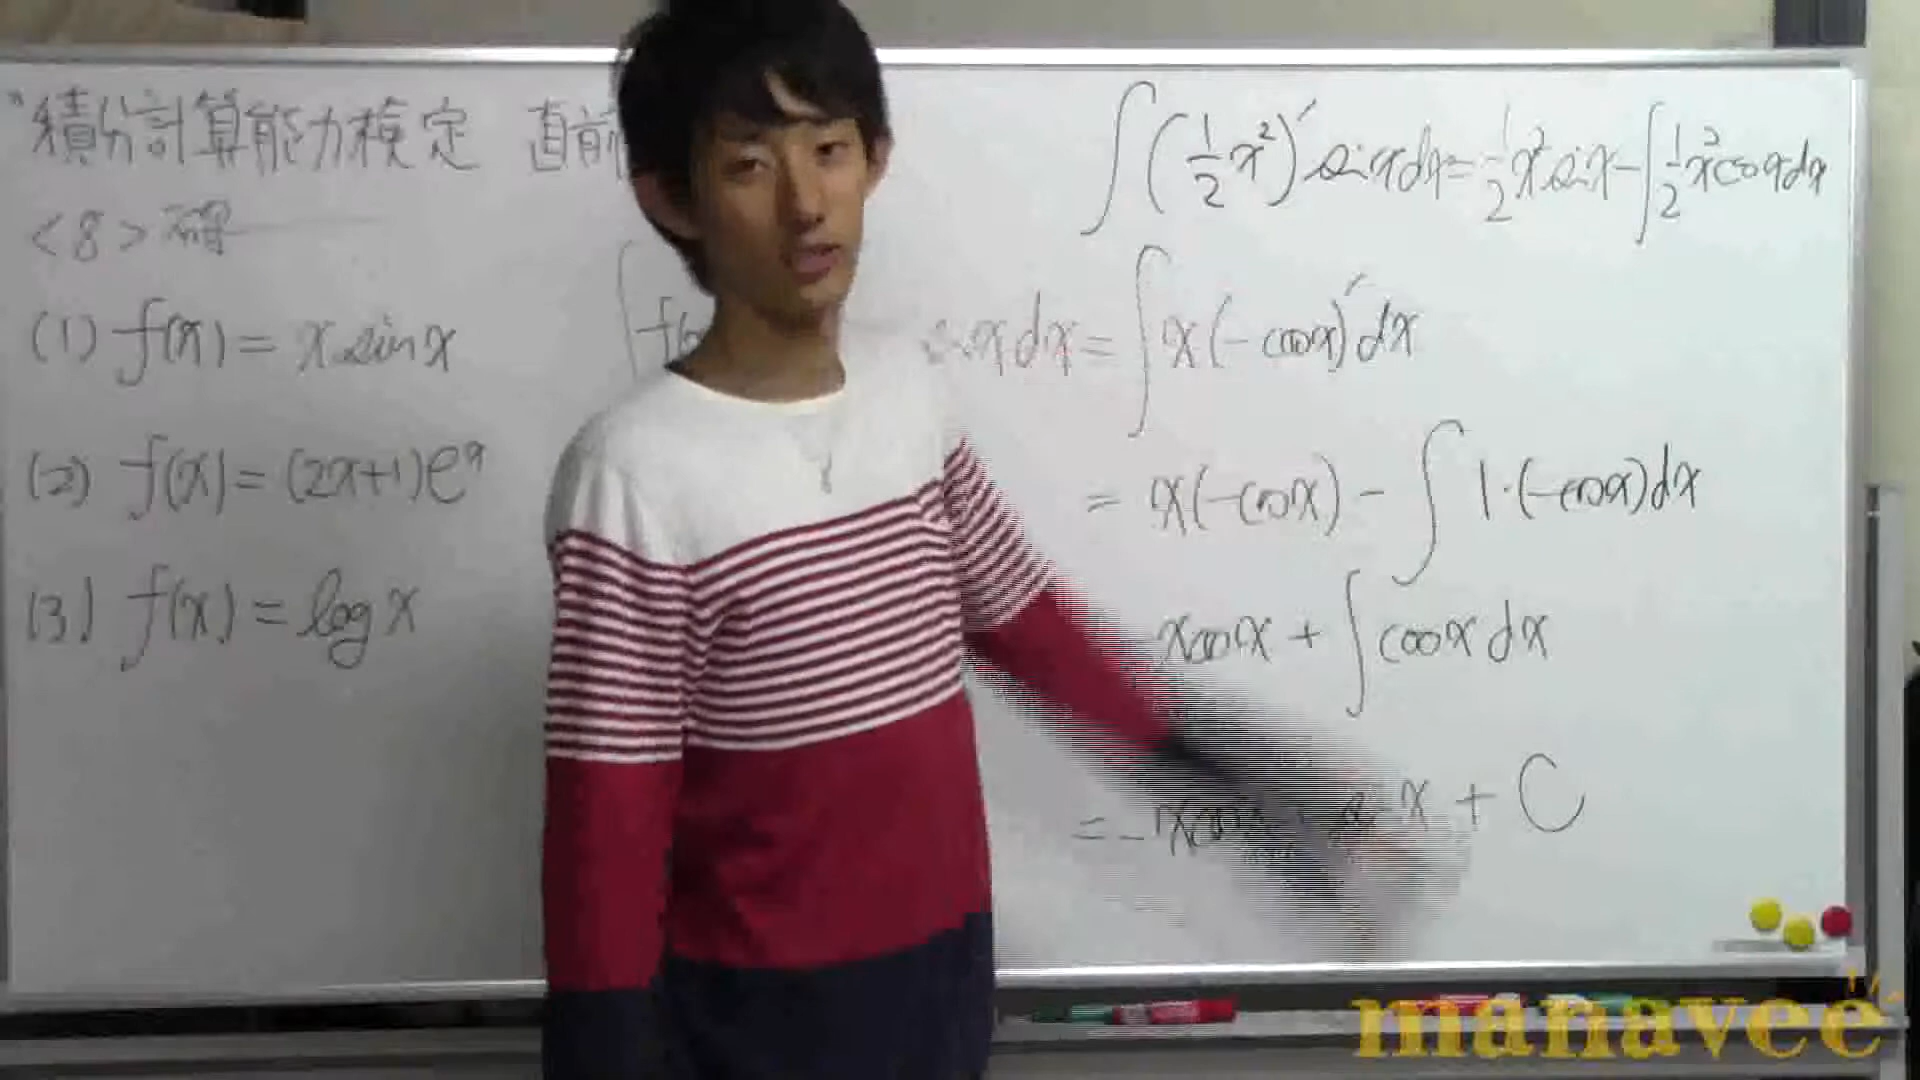 積分計算能力検定 直前
<8>
(1) f(x) = x sin x
(2) f(x) = (2x+1)eˣ
(3) f(x) = log x
∫(1/2 x²)′ sin x dx = 1/2 x² sin x − ∫ 1/2 x² cos x dx
dx = ∫ x(−cos x)′ dx
= x(−cos x) − ∫ 1·(−cos x) dx
x cos x + ∫ cos x dx
= − x cos x x + C
manavee